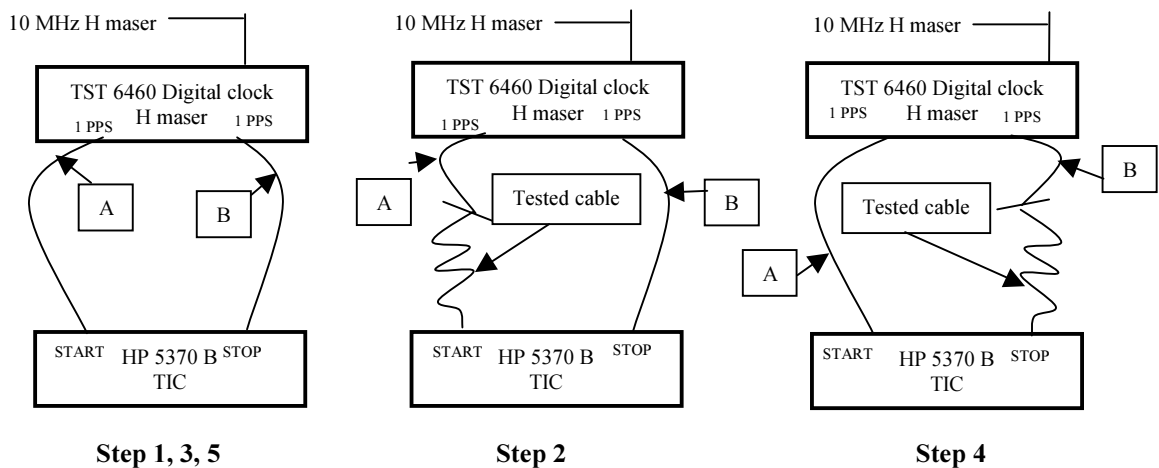 10 MHz H maser
TST 6460 Digital clock
H maser
1 PPS
1 PPS
A
B
START
HP 5370 B
STOP
TIC
Step 1, 3, 5
10 MHz H maser
TST 6460 Digital clock
H maser
1 PPS
1 PPS
A
Tested cable
B
START
HP 5370 B
STOP
TIC
Step 2
10 MHz H maser
TST 6460 Digital clock
H maser
1 PPS
1 PPS
B
Tested cable
A
START
HP 5370 B
STOP
TIC
Step 4